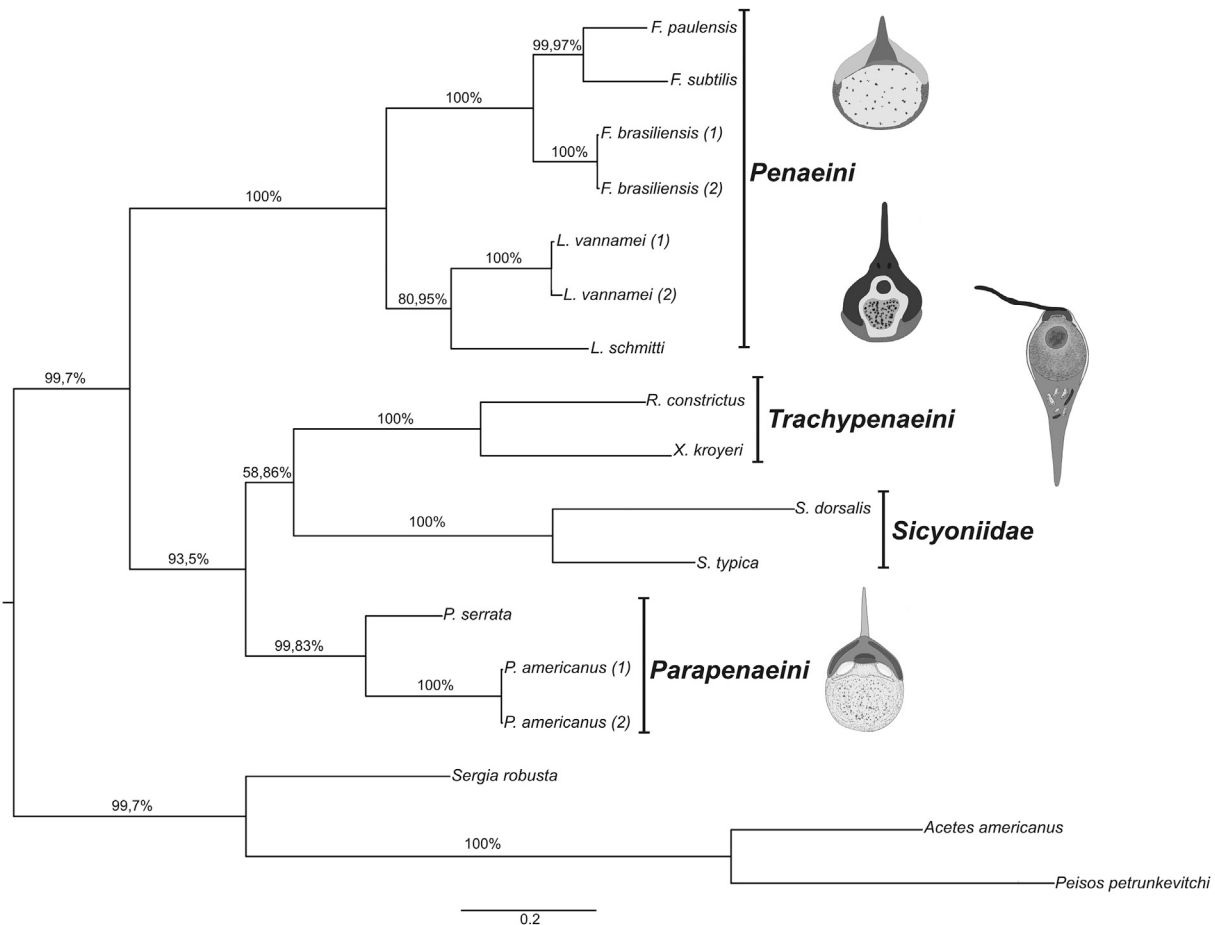 F. paulensis
99,97%
F. subtilis
100%
F. brasiliensis (1)
100%
Penaeini
F. brasiliensis (2)
100%
L. vannamei (1)
100%
L. vannamei (2)
80,95%
L. schmitti
99,7%
R. constrictus
100%
Trachypenaeini
X. kroyeri
58,86%
S. dorsalis
100%
Sicyoniidae
93,5%
S. typica
P. serrata
99,83%
P. americanus (1)
Parapenaeini
100%
P. americanus (2)
Sergia robusta
99,7%
Acetes americanus
100%
Peisos petrunkevitchi
0.2